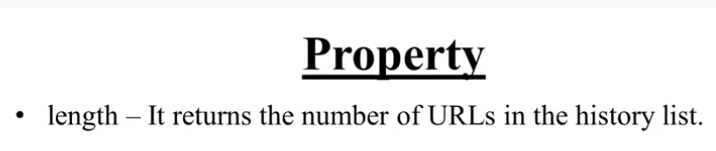 Property
• length – It returns the number of URLs in the history list.